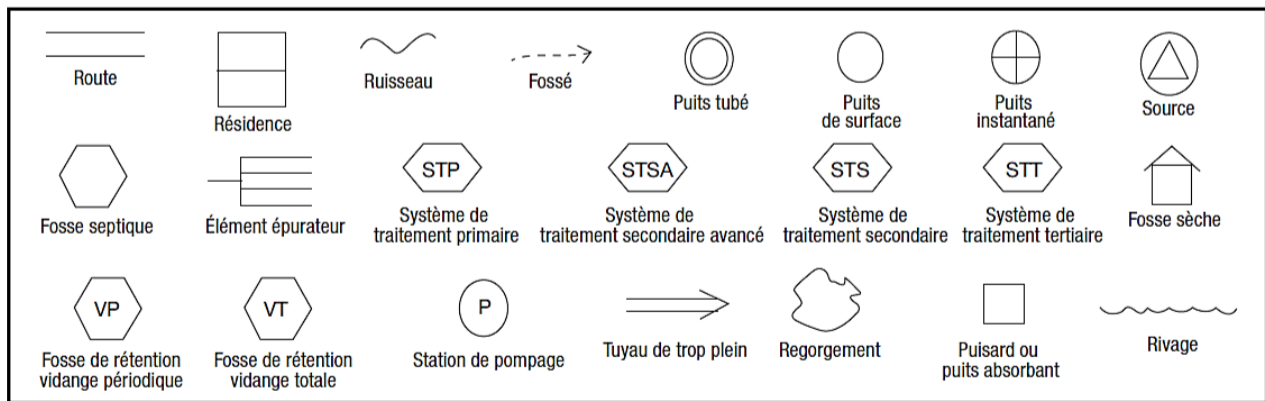 Route
Résidence
Ruisseau
Fossé
Puits tubé
Puits
de surface
Puits
instantané
Source
Fosse septique
Élément épurateur
STP
Système de
traitement primaire
STSA
Système de
traitement secondaire avancé
STS
Système de
traitement secondaire
STT
Système de
traitement tertiaire
Fosse sèche
VP
Fosse de rétention
vidange périodique
VT
Fosse de rétention
vidange totale
P
Station de pompage
Tuyau de trop plein
Regorgement
Puisard ou
puits absorbant
Rivage